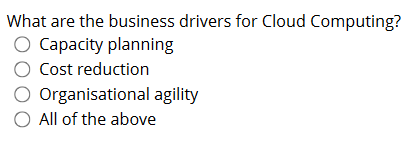 What are the business drivers for Cloud Computing?
Capacity planning
Cost reduction
Organisational agility
All of the above